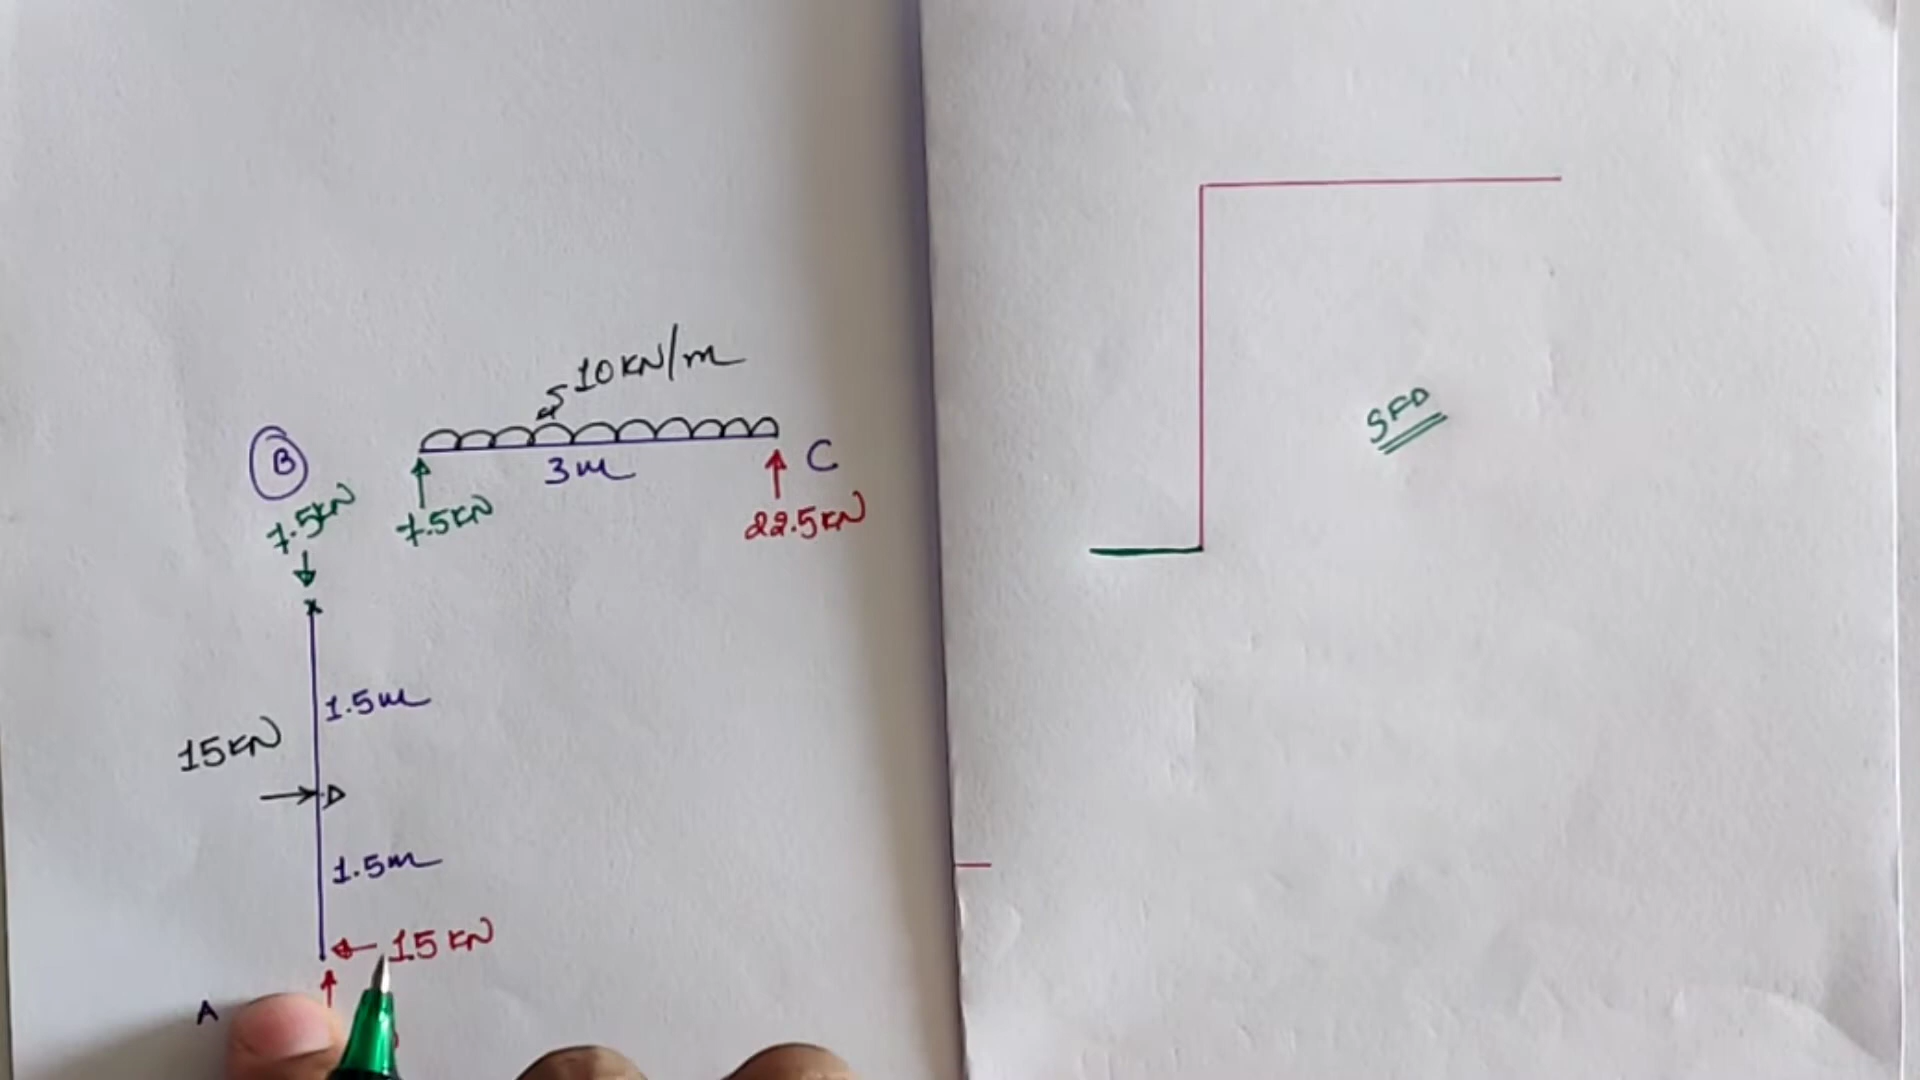 10KN/m
B
3m
C
7.5KN
7.5KN
22.5KN
SFD
1.5m
15KN
D
1.5m
15KN
A